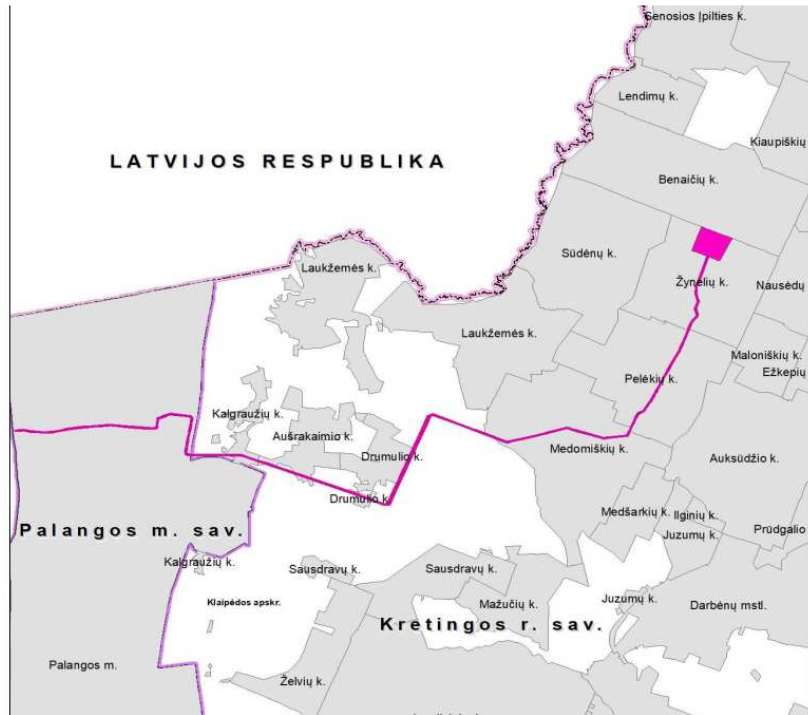 Senosios Įpilties k.
Lendimų k.
Kiaupiškių
LATVIJOS RESPUBLIKA
Benaičių k.
Sūdėnų k.
Laukžemės k.
Žynelių k.
Nausėdų
Laukžemės k.
Maloniškių k.
Ežkepių
Pelėkių k.
Kalgraužių k.
Aušrakaimio k.
Drumulio k.
Medomiškių k.
Auksūdžio k.
Drumulio k.
Medšarkių k.
Ilginių k.
Palangos m. sav.
Juzumų k.
Prūdgalio
Kalgraužių k.
Sausdravų k.
Sausdravų k.
Klaipėdos apskr.
Mažučių k.
Juzumų k.
Darbėnų mstl.
Kretingos r. sav.
Palangos m.
Želvių k.